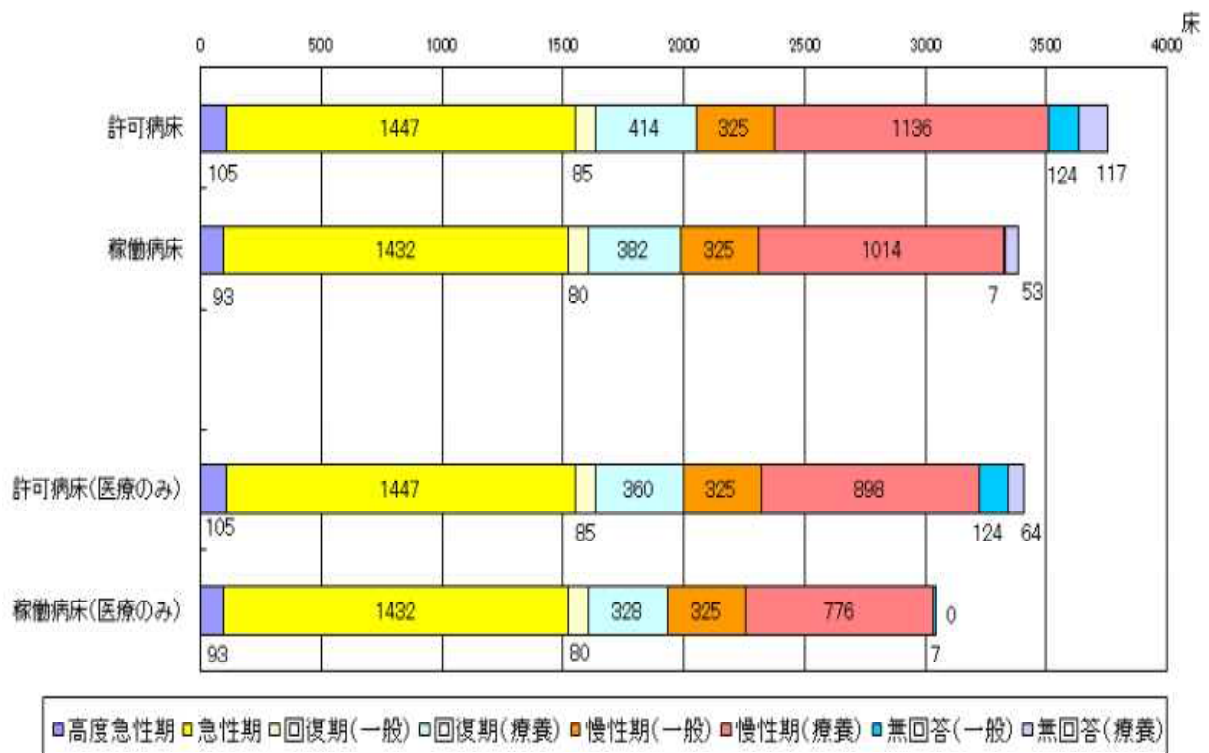 床
0 500 1000 1500 2000 2500 3000 3500 4000
許可病床 1447 414 325 1136
105 85 124 117
稼働病床 1432 382 325 1014
93 80 7 53
許可病床(医療のみ) 1447 360 325 898
105 85 124 64
稼働病床(医療のみ) 1432 328 325 776 0
93 80 7
高度急性期 急性期 回復期(一般) 回復期(療養) 慢性期(一般) 慢性期(療養) 無回答(一般) 無回答(療養)